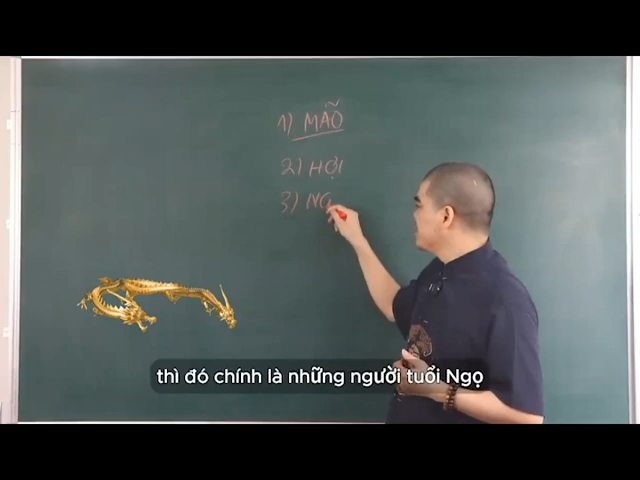 1) MÃO
2) HỢI
3) NG
thì đó chính là những người tuổi Ngọ